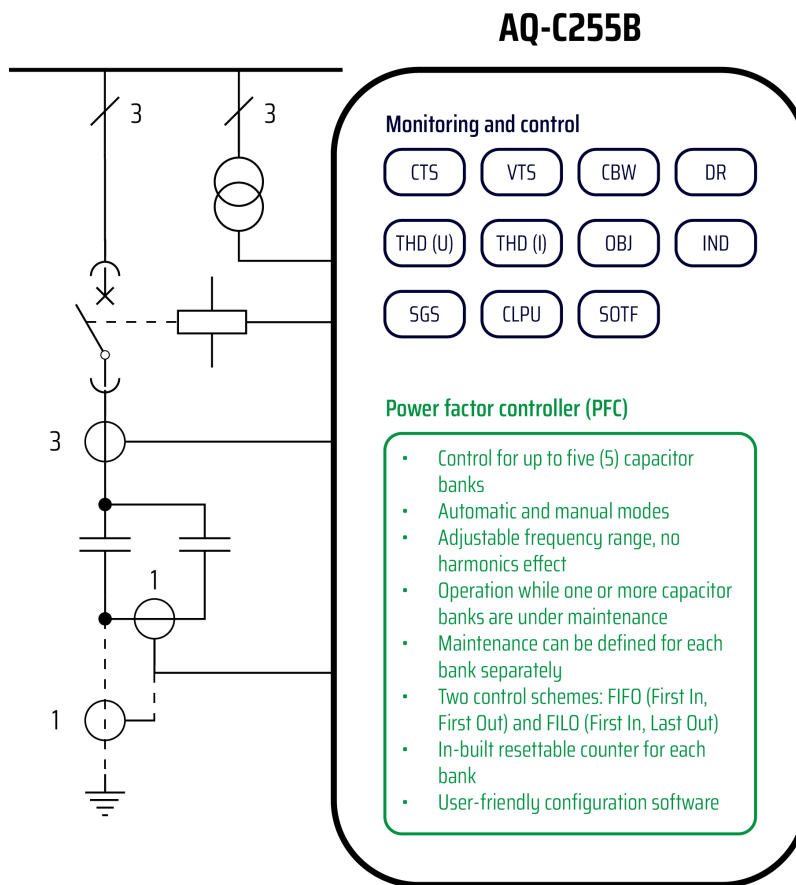 AQ-C255B
3
3
Monitoring and control
CTS VTS CBW DR
THD (U) THD (I) OBJ IND
SGS CLPU SOTF
Power factor controller (PFC)
3
• Control for up to five (5) capacitor
banks
• Automatic and manual modes
• Adjustable frequency range, no
harmonics effect
1
• Operation while one or more capacitor
banks are under maintenance
• Maintenance can be defined for each
bank separately
1
• Two control schemes: FIFO (First In,
First Out) and FILO (First In, Last Out)
• In-built resettable counter for each
bank
• User-friendly configuration software